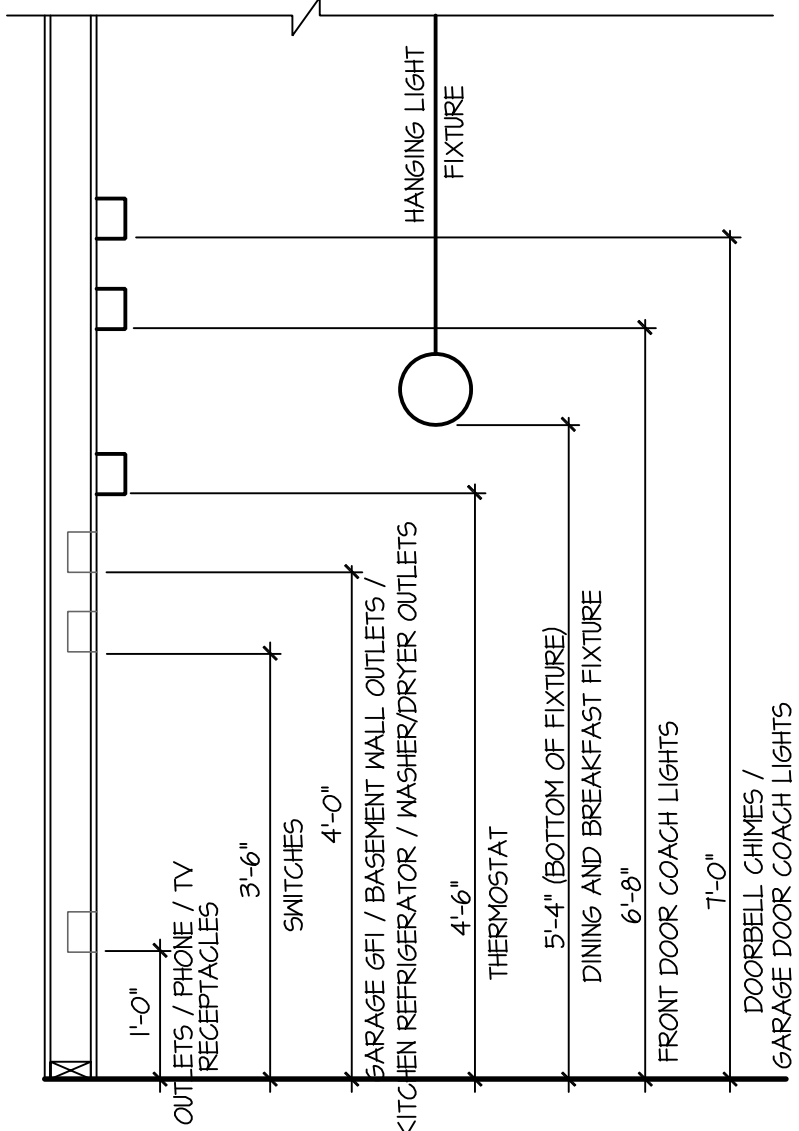 HANGING LIGHT
FIXTURE
1'-0"
OUTLETS / PHONE / TV
RECEPTACLES
3'-6"
SWITCHES
4'-0"
GARAGE GFI / BASEMENT WALL OUTLETS /
KITCHEN REFRIGERATOR / WASHER/DRYER OUTLETS
4'-6"
THERMOSTAT
5'-4" (BOTTOM OF FIXTURE)
DINING AND BREAKFAST FIXTURE
6'-8"
FRONT DOOR COACH LIGHTS
7'-0"
DOORBELL CHIMES /
GARAGE DOOR COACH LIGHTS